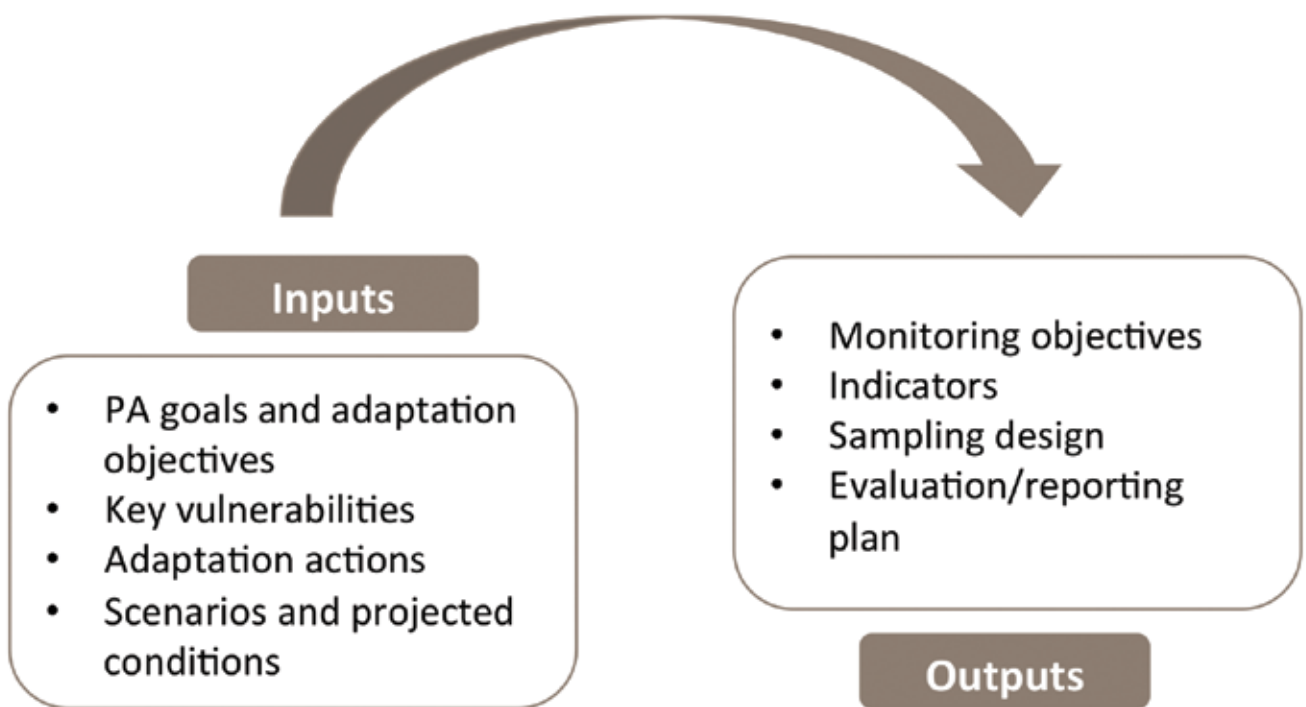 Inputs
• PA goals and adaptation
objectives
• Key vulnerabilities
• Adaptation actions
• Scenarios and projected
conditions
• Monitoring objectives
• Indicators
• Sampling design
• Evaluation/reporting
plan
Outputs